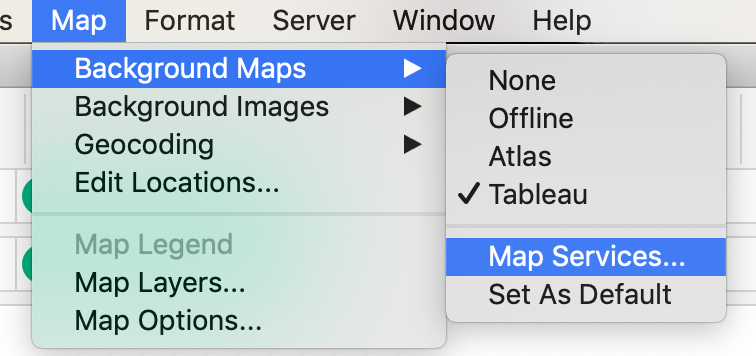 s Map Format Server Window Help
Background Maps
Background Images
Geocoding
Edit Locations...
Map Legend
Map Layers...
Map Options...
None
Offline
Atlas
✓ Tableau
Map Services...
Set As Default